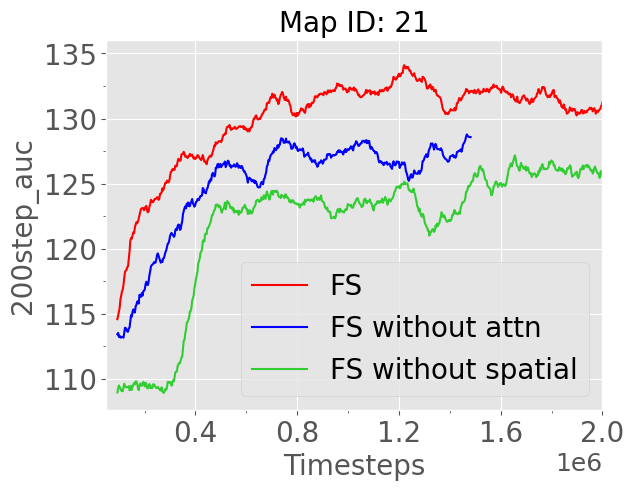 Map ID: 21
135
130
125
120
115
110
200step_auc
FS
FS without attn
FS without spatial
0.4 0.8 1.2 1.6 2.0
Timesteps
1e6